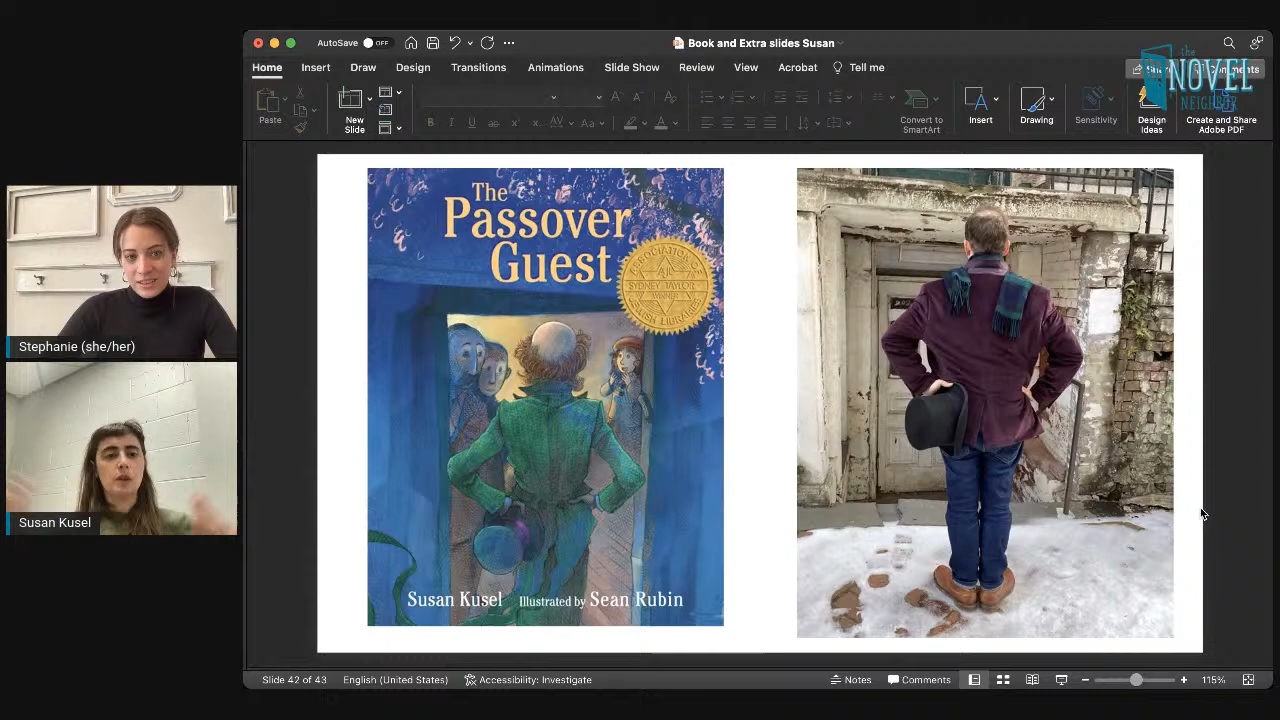 AutoSave OFF
Book and Extra slides Susan
Home Insert Draw Design Transitions Animations Slide Show Review View Acrobat Tell me
Share Comments
the
NOVEL
NEIGHBOR
Paste
New
Slide
Convert to
SmartArt
Insert
Drawing
Sensitivity
Design
Ideas
Create and Share
Adobe PDF
The
Passover
Guest
ASSOCIATION OF
AJL
SYDNEY TAYLOR
WINNER
JEWISH LIBRARIES
Susan Kusel Illustrated by Sean Rubin
Stephanie (she/her)
Susan Kusel
Slide 42 of 43 English (United States) Accessibility: Investigate Notes Comments 115%